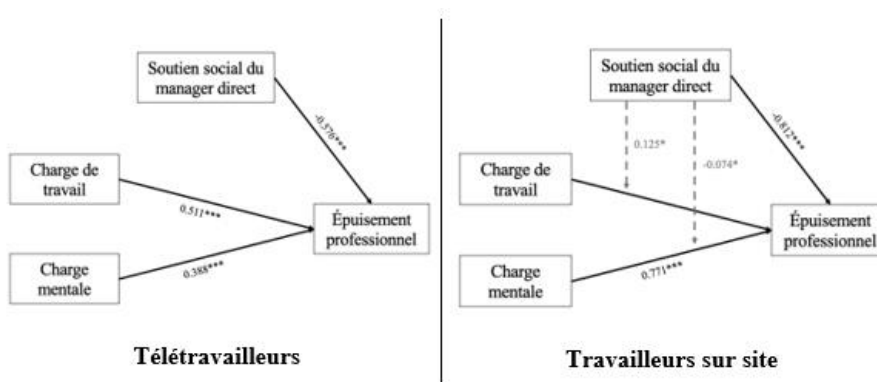 Soutien social du
manager direct
-0.576***
Charge de
travail
0.511***
Épuisement
professionnel
Charge
mentale
0.388***
Télétravailleurs
Soutien social du
manager direct
-0.812***
0.125*
-0.074*
Charge de
travail
Épuisement
professionnel
Charge
mentale
0.771***
Travailleurs sur site